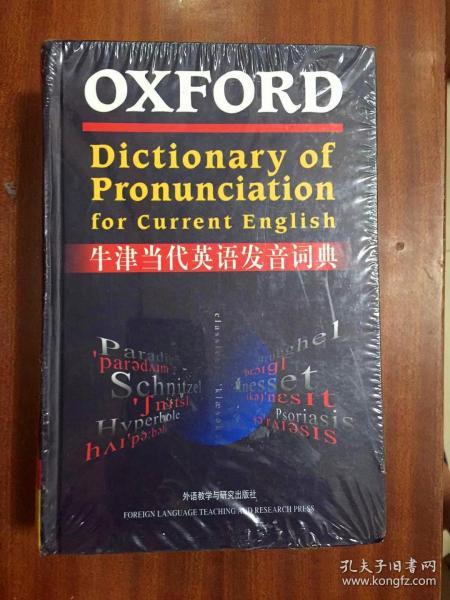 OXFORD
Dictionary of
Pronunciation
for Current English
牛津当代英语发音词典
Schnitzel
Hyperbole
Psoriasis
外语教学与研究出版社
FOREIGN LANGUAGE TEACHING AND RESEARCH PRESS
孔夫子旧书网
www.kongfz.com